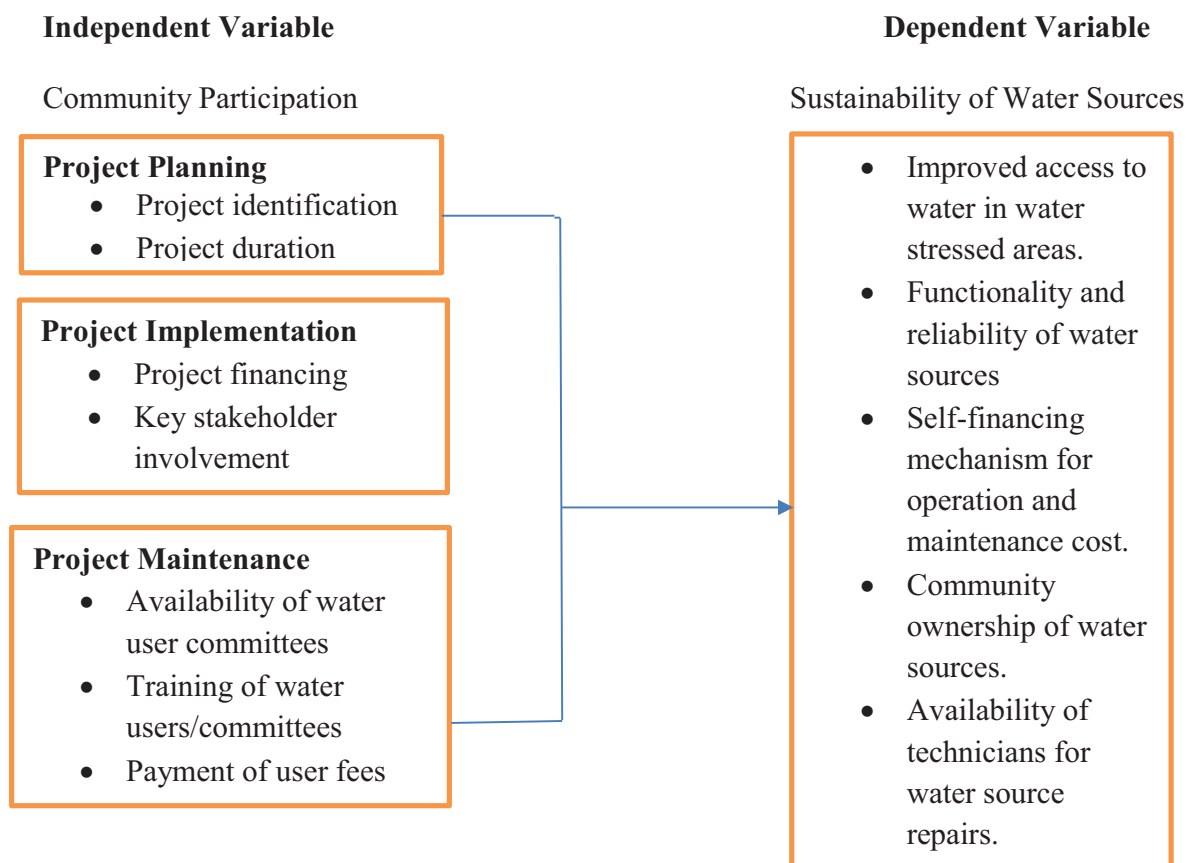 Independent Variable
Dependent Variable
Community Participation
Sustainability of Water Sources
Project Planning
• Project identification
• Project duration
Project Implementation
• Project financing
• Key stakeholder
involvement
Project Maintenance
• Availability of water
user committees
• Training of water
users/committees
• Payment of user fees
• Improved access to
water in water
stressed areas.
• Functionality and
reliability of water
sources
• Self-financing
mechanism for
operation and
maintenance cost.
• Community
ownership of water
sources.
• Availability of
technicians for
water source
repairs.